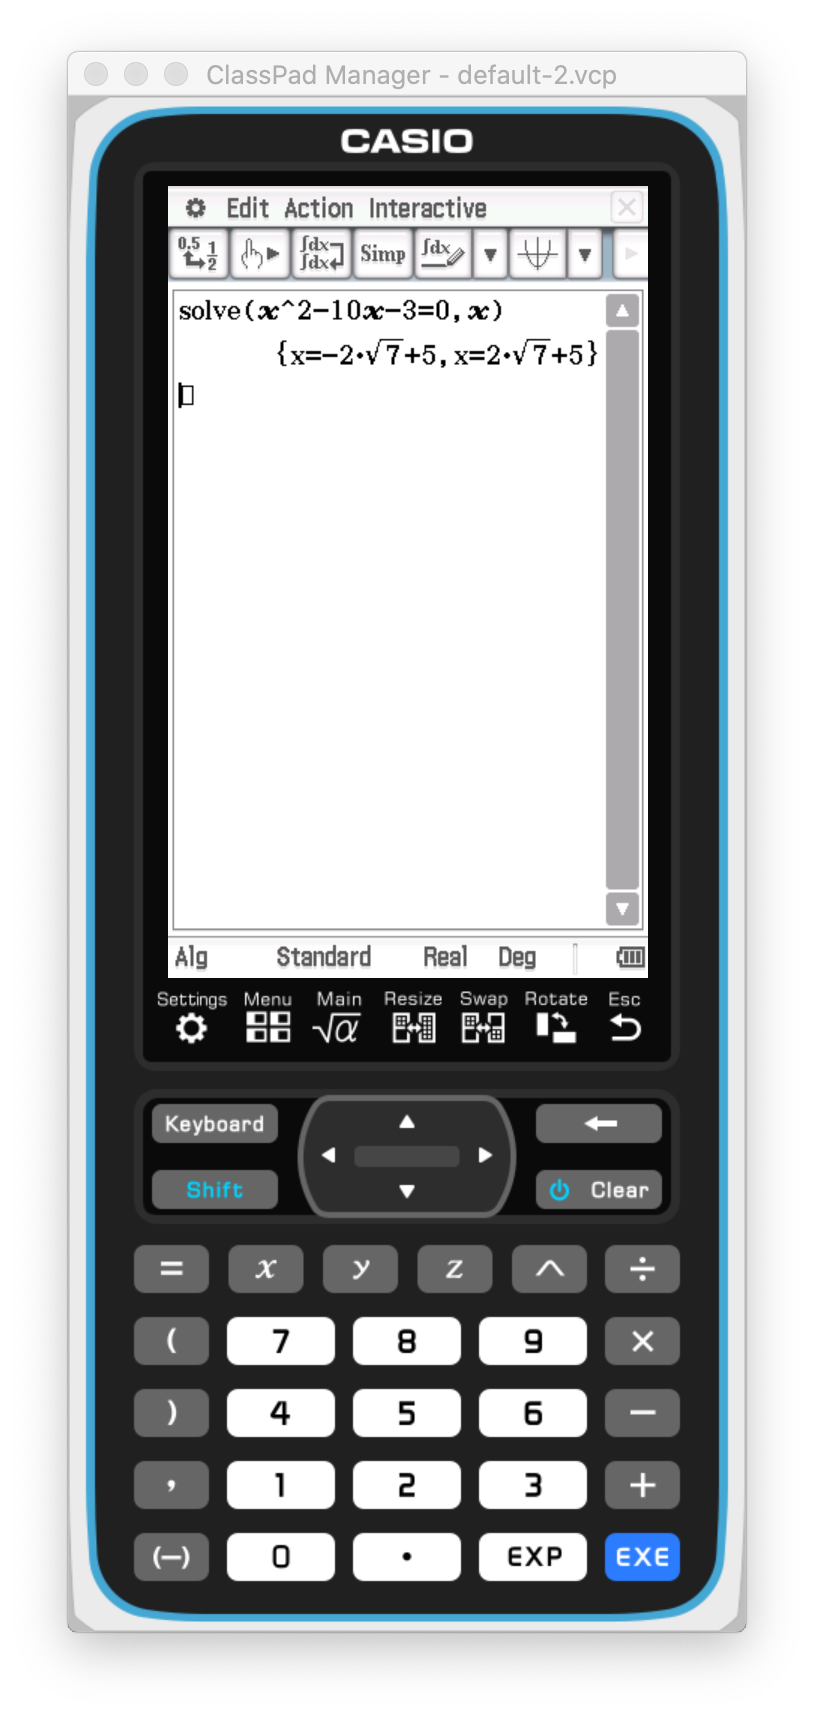 ClassPad Manager - default-2.vcp
CASIO
Edit Action Interactive
0.5 1/2 ∫dx ∫dx Simp ∫dx
solve(x^2-10x-3=0,x)
{x=-2·√7+5,x=2·√7+5}
Alg Standard Real Deg
Settings Menu Main Resize Swap Rotate Esc
√α
Keyboard
Shift Clear
= x y z ^ ÷
( 7 8 9 ×
) 4 5 6 −
, 1 2 3 +
(−) 0 · EXP EXE